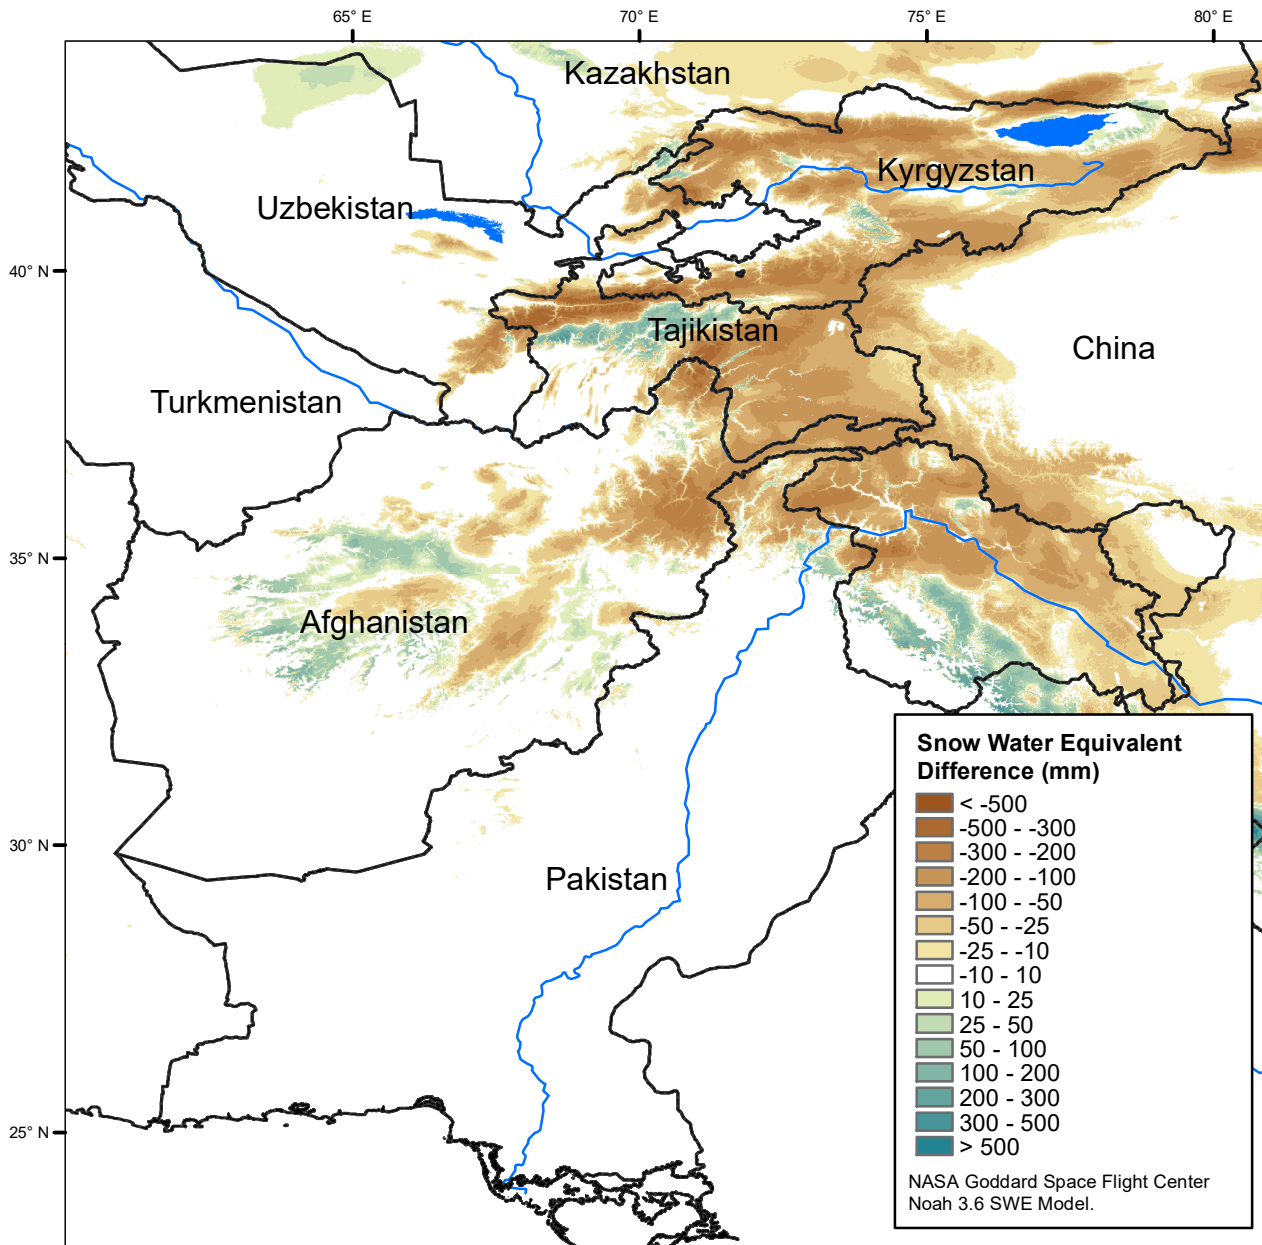 65° E
70° E
75° E
80° E
Kazakhstan
Kyrgyzstan
Uzbekistan
40° N
Tajikistan
China
Turkmenistan
35° N
Afghanistan
30° N
Pakistan
25° N
Snow Water Equivalent
Difference (mm)
< -500
-500 - -300
-300 - -200
-200 - -100
-100 - -50
-50 - -25
-25 - -10
-10 - 10
10 - 25
25 - 50
50 - 100
100 - 200
200 - 300
300 - 500
> 500
NASA Goddard Space Flight Center
Noah 3.6 SWE Model.